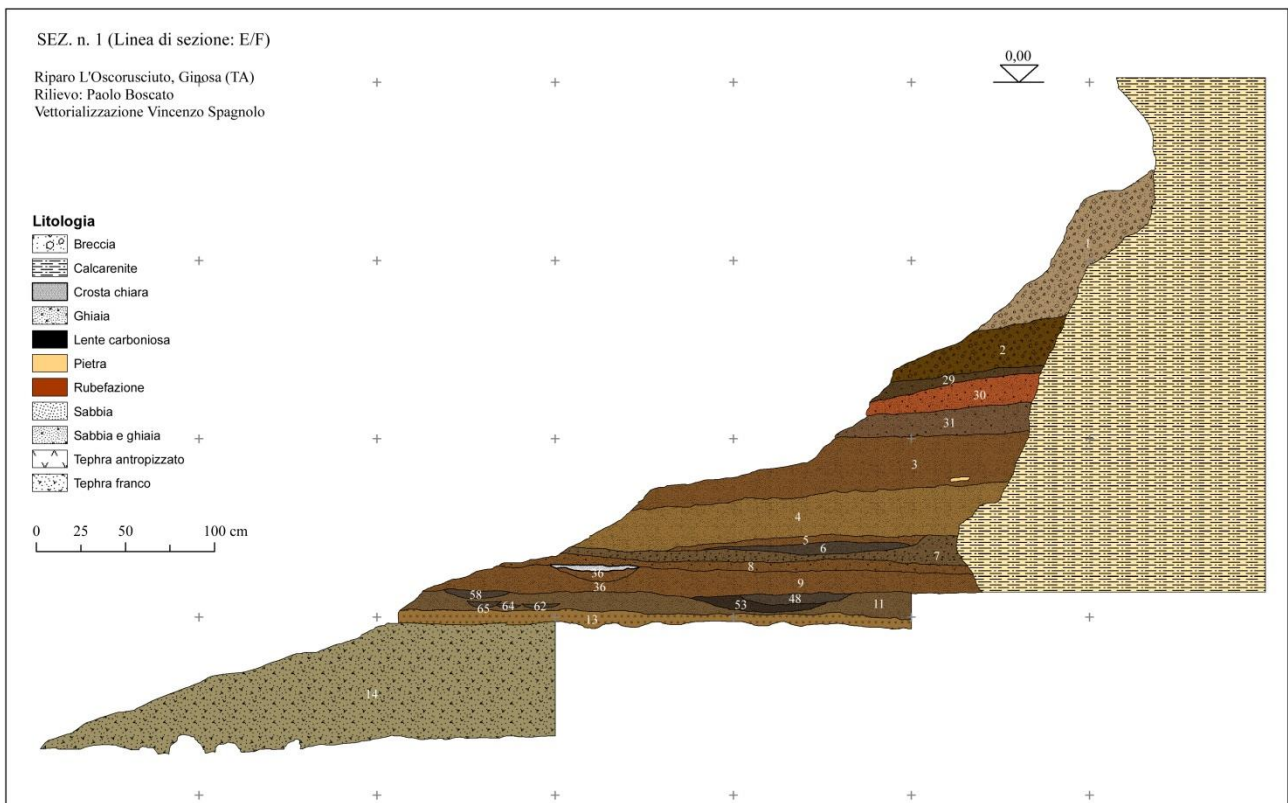 SEZ. n. 1 (Linea di sezione: E/F)
Riparo L'Oscorusciuto, Ginosa (TA)
Rilievo: Paolo Boscato
Vettorializzazione Vincenzo Spagnolo
0,00
Litologia
Breccia
Calcarenite
Crosta chiara
Ghiaia
Lente carboniosa
Pietra
Rubefazione
Sabbia
Sabbia e ghiaia
Tephra antropizzato
Tephra franco
0 25 50 100 cm
1
2
29
30
31
3
4
5
6
7
8
36
36
9
58
48
65 64 62
53
11
13
14